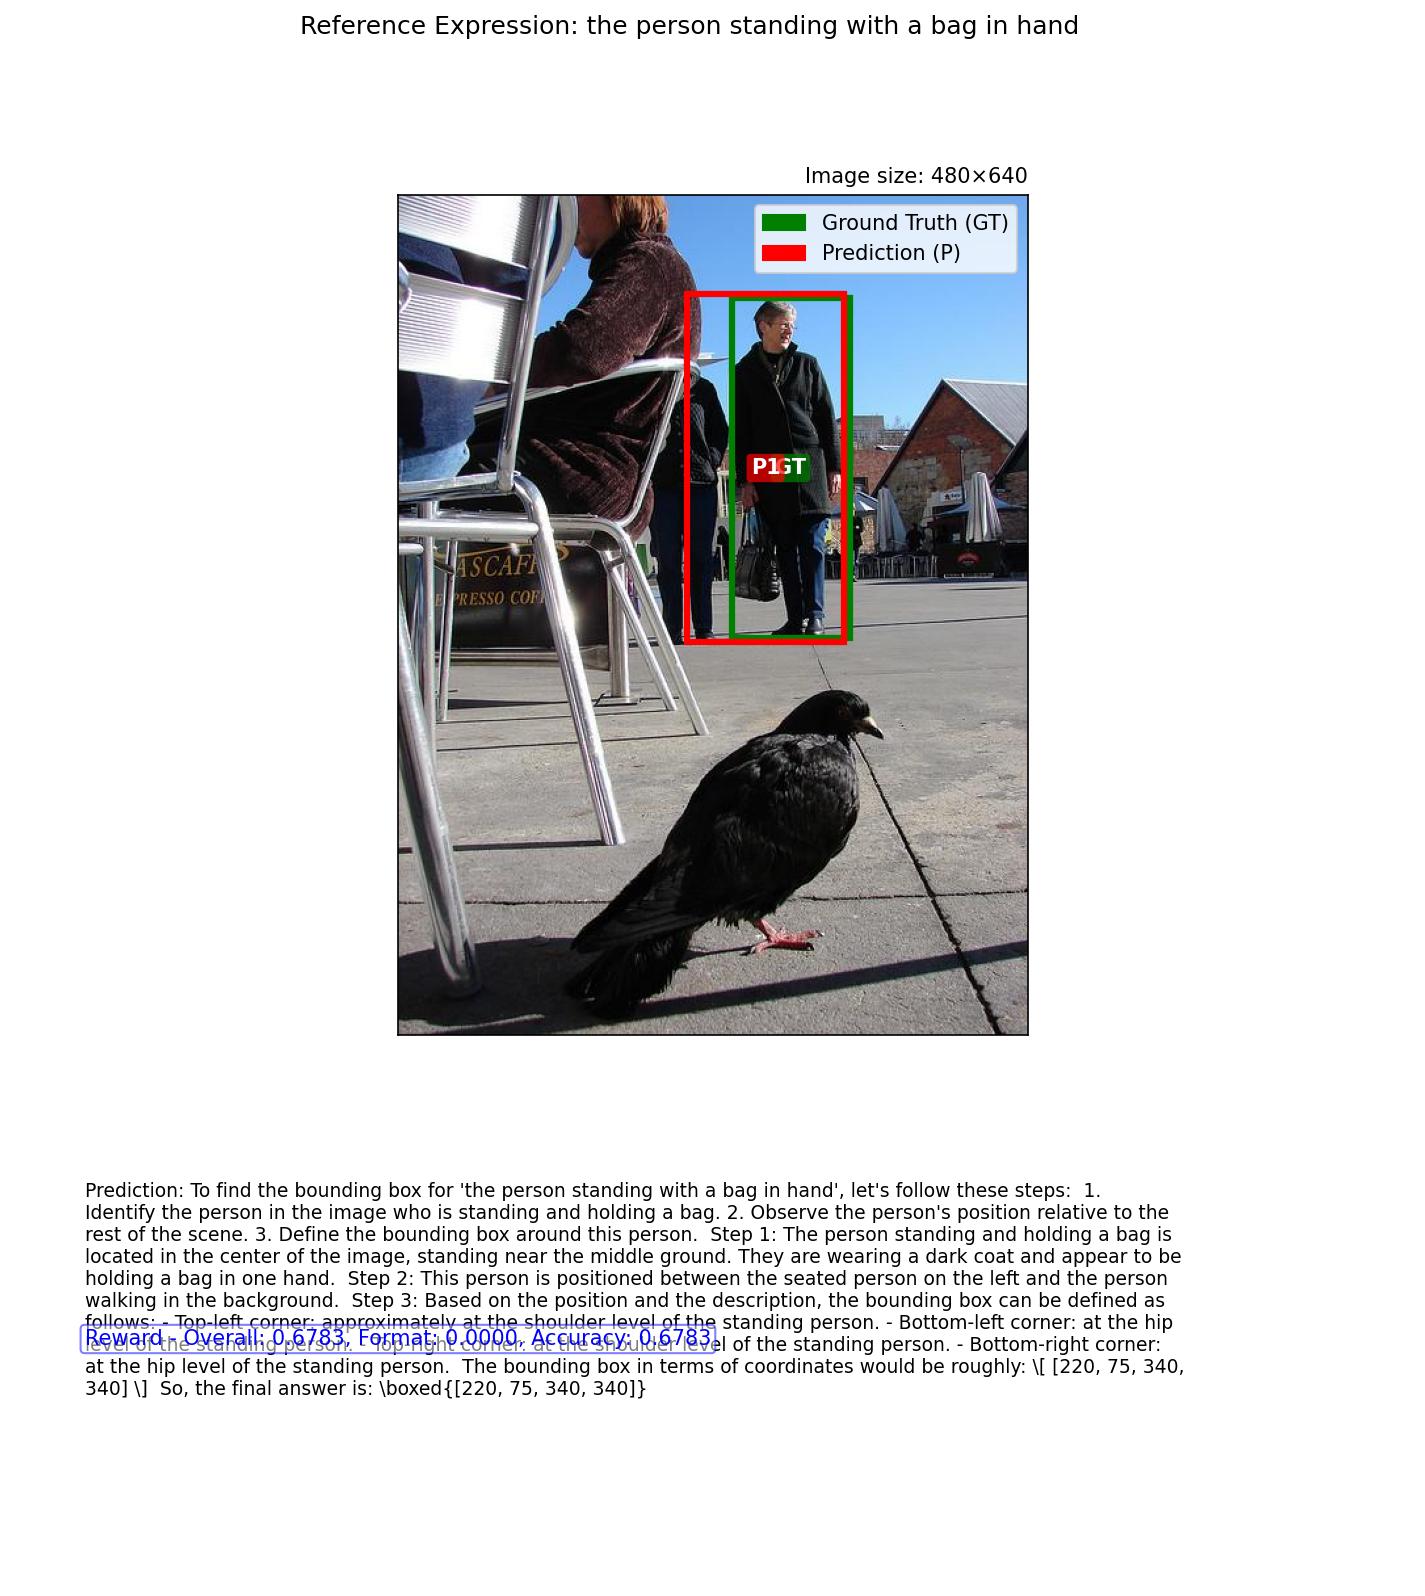 Reference Expression: the person standing with a bag in hand
Image size: 480×640
Ground Truth (GT)
Prediction (P)
P1 GT
ASCAFF
PRESSO COF
Prediction: To find the bounding box for 'the person standing with a bag in hand', let's follow these steps:  1.
Identify the person in the image who is standing and holding a bag. 2. Observe the person's position relative to the
rest of the scene. 3. Define the bounding box around this person.  Step 1: The person standing and holding a bag is
located in the center of the image, standing near the middle ground. They are wearing a dark coat and appear to be
holding a bag in one hand.  Step 2: This person is positioned between the seated person on the left and the person
walking in the background.  Step 3: Based on the position and the description, the bounding box can be defined as
follows: - Top-left corner: approximately at the shoulder level of the standing person. - Bottom-left corner: at the hip
Reward - Overall: 0.6783, Format: 0.0000, Accuracy: 0.6783
level of the standing person. - Top-right corner: at the shoulder level of the standing person. - Bottom-right corner:
at the hip level of the standing person.  The bounding box in terms of coordinates would be roughly: \[ [220, 75, 340,
340] \]  So, the final answer is: \boxed{[220, 75, 340, 340]}